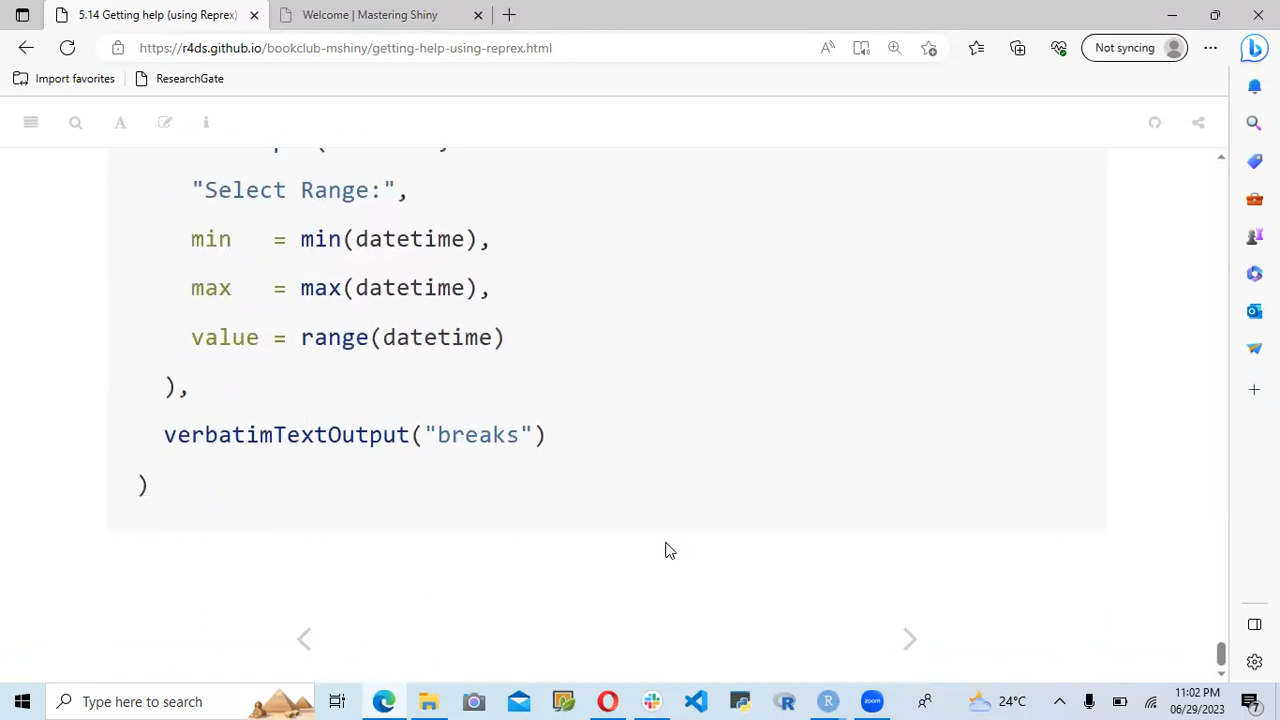 5.14 Getting help (using Reprex)
Welcome | Mastering Shiny
https://r4ds.github.io/bookclub-mshiny/getting-help-using-reprex.html
Not syncing
Import favorites
ResearchGate
"Select Range:",
min = min(datetime),
max = max(datetime),
value = range(datetime)
),
verbatimTextOutput("breaks")
)
Type here to search
24°C
11:02 PM
06/29/2023